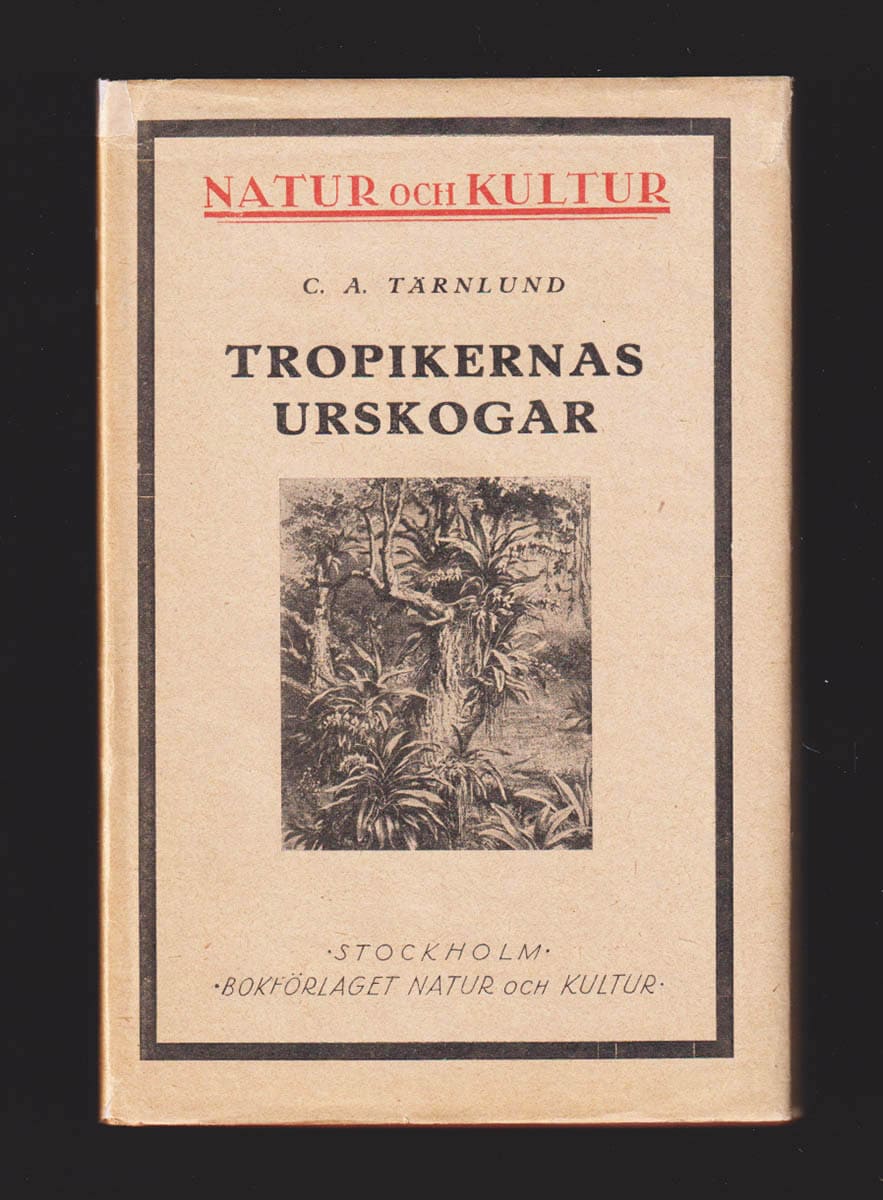 NATUR OCH KULTUR
C. A. TÄRNLUND
TROPIKERNAS
URSKOGAR
·STOCKHOLM·
·BOKFÖRLAGET NATUR OCH KULTUR·